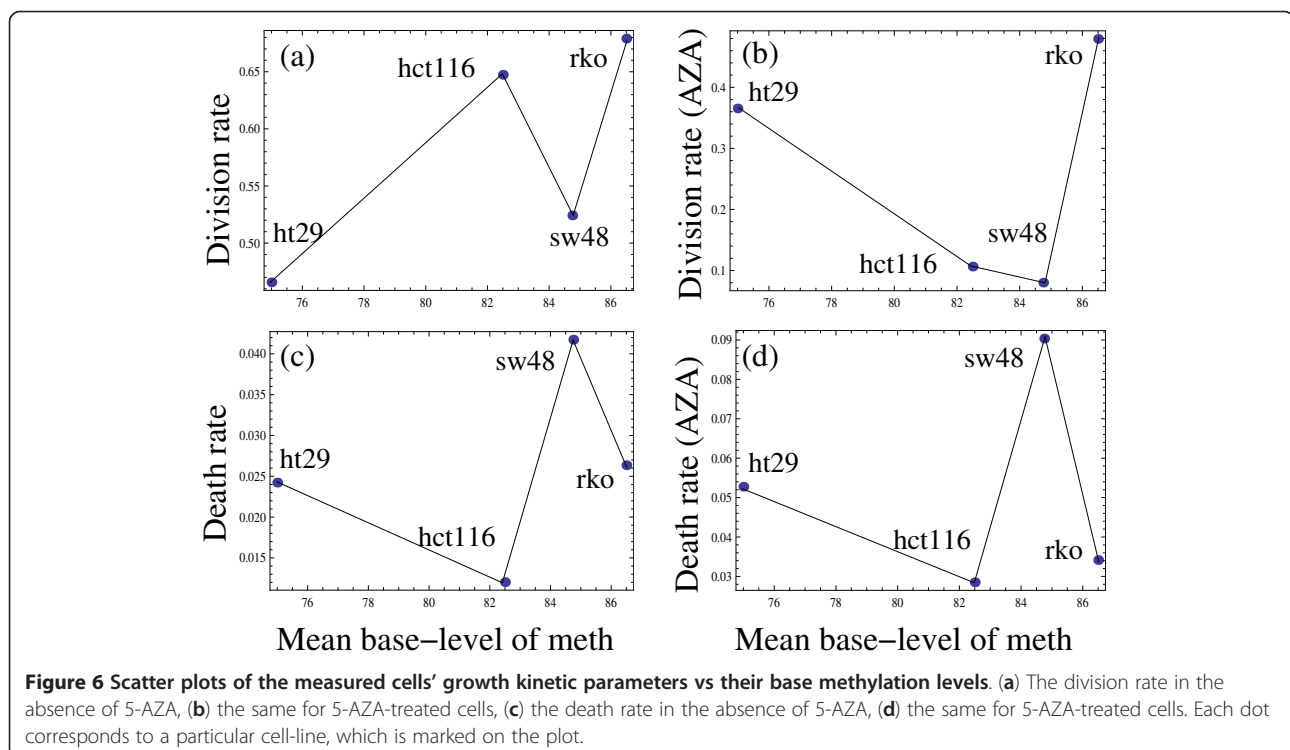 (a)
hct116
rko
ht29
sw48
Division rate
0.65
0.60
0.55
0.50
76 78 80 82 84 86
(b)
rko
ht29
hct116
sw48
Division rate (AZA)
0.4
0.3
0.2
0.1
76 78 80 82 84 86
(c)
sw48
ht29
hct116
rko
Death rate
0.040
0.035
0.030
0.025
0.020
0.015
76 78 80 82 84 86
Mean base-level of meth
(d)
sw48
ht29
hct116
rko
Death rate (AZA)
0.09
0.08
0.07
0.06
0.05
0.04
0.03
76 78 80 82 84 86
Mean base-level of meth
Figure 6 Scatter plots of the measured cells' growth kinetic parameters vs their base methylation levels. (a) The division rate in the
absence of 5-AZA, (b) the same for 5-AZA-treated cells, (c) the death rate in the absence of 5-AZA, (d) the same for 5-AZA-treated cells. Each dot
corresponds to a particular cell-line, which is marked on the plot.